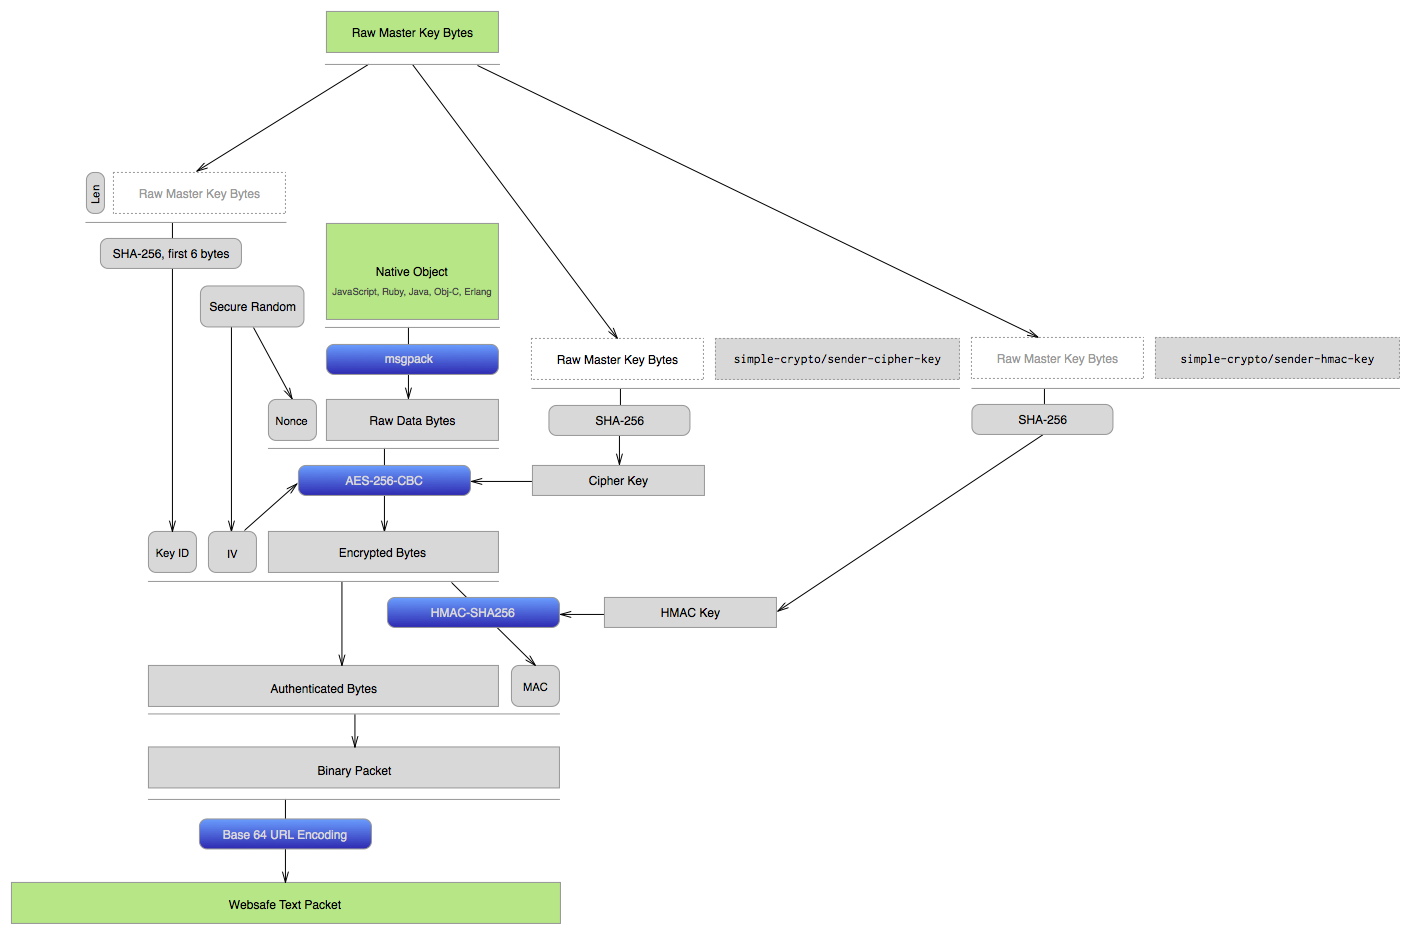 Raw Master Key Bytes
Len
Raw Master Key Bytes
SHA-256, first 6 bytes
Native Object
JavaScript, Ruby, Java, Obj-C, Erlang
Secure Random
msgpack
Raw Master Key Bytes
simple-crypto/sender-cipher-key
Raw Master Key Bytes
simple-crypto/sender-hmac-key
Nonce
Raw Data Bytes
SHA-256
SHA-256
AES-256-CBC
Cipher Key
Key ID
IV
Encrypted Bytes
HMAC-SHA256
HMAC Key
Authenticated Bytes
MAC
Binary Packet
Base 64 URL Encoding
Websafe Text Packet